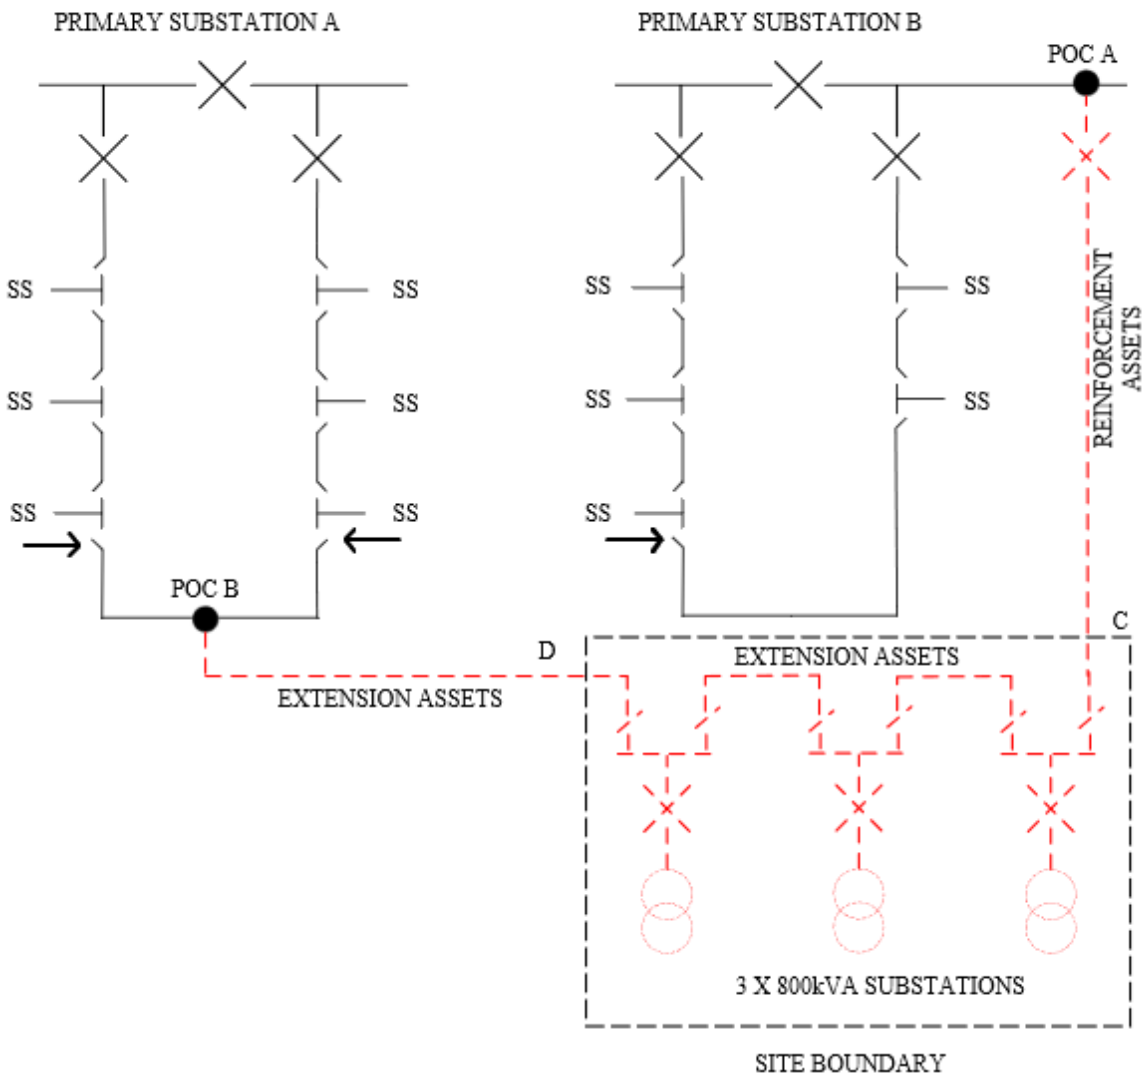 PRIMARY SUBSTATION A
PRIMARY SUBSTATION B
POC A
SS
SS
SS
SS
SS
SS
SS
SS
SS
SS
SS
REINFORCEMENT
ASSETS
POC B
C
D
EXTENSION ASSETS
EXTENSION ASSETS
3 X 800kVA SUBSTATIONS
SITE BOUNDARY